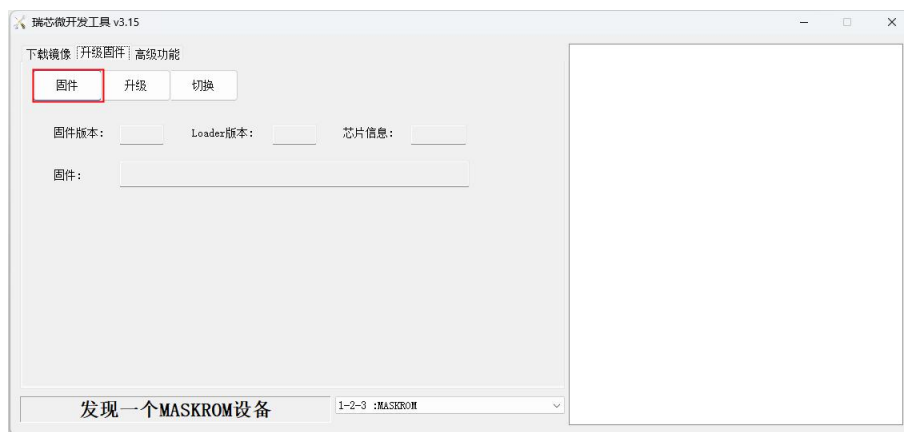 瑞芯微开发工具 v3.15
下载镜像 升级固件 高级功能
固件 升级 切换
固件版本: Loader版本: 芯片信息:
固件:
发现一个MASKROM设备 1-2-3 :MASKROM